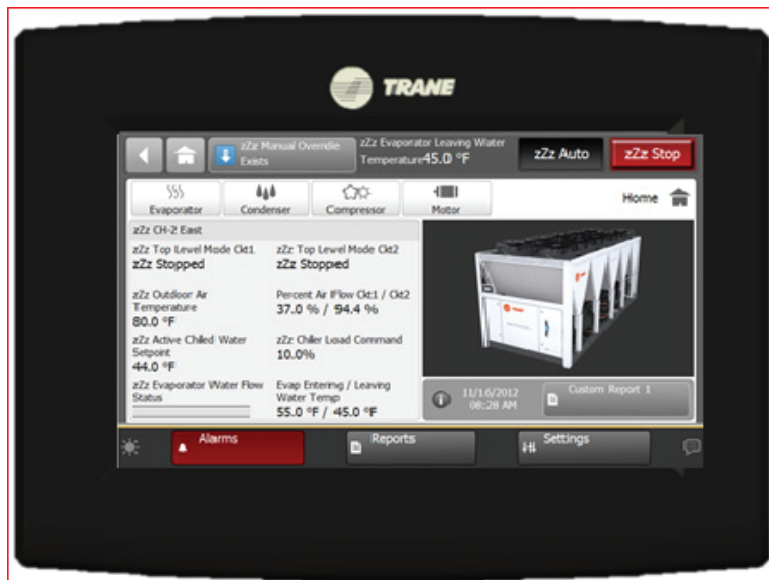 TRANE
zZz Manual Override
Exists
zZz Evaporator Leaving Water
Temperature45.0 °F
zZz Auto
zZz Stop
Evaporator
Condenser
Compressor
Motor
Home
zZz CH-2 East
zZz Top Level Mode Ckt1
zZz Stopped
zZz Top Level Mode Ckt2
zZz Stopped
zZz Outdoor Air
Temperature
80.0 °F
Percent Air Flow Ckt1 / Ckt2
37.0 % / 94.4 %
zZz Active Chilled Water
Setpoint
44.0 °F
zZz Chiller Load Command
10.0%
zZz Evaporator Water Flow
Status
Evap Entering / Leaving
Water Temp
55.0 °F / 45.0 °F
11/16/2012
08:28 AM
Custom Report 1
Alarms
Reports
Settings